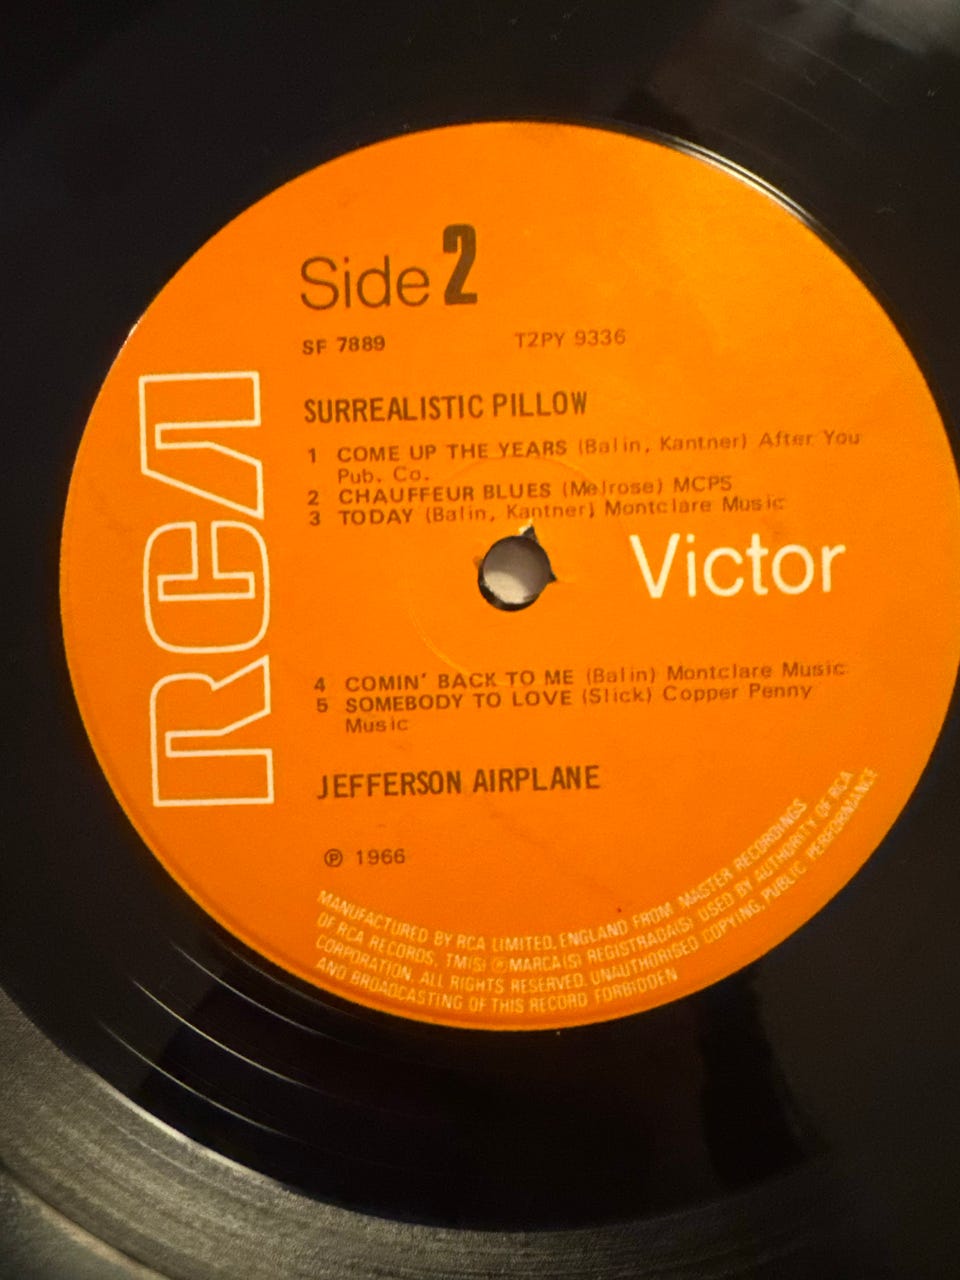 Side 2
SF 7889 T2PY 9336
SURREALISTIC PILLOW
1 COME UP THE YEARS (Balin, Kantner) After You
Pub. Co.
2 CHAUFFEUR BLUES (Melrose) MCPS
3 TODAY (Balin, Kantner) Montclare Music
RCA
Victor
4 COMIN' BACK TO ME (Balin) Montclare Music
5 SOMEBODY TO LOVE (Slick) Copper Penny
Music
JEFFERSON AIRPLANE
℗ 1966
MANUFACTURED BY RCA LIMITED, ENGLAND FROM MASTER RECORDINGS
OF RCA RECORDS. TM(S) ® MARCA(S) REGISTRADA(S) USED BY AUTHORITY OF RCA
CORPORATION. ALL RIGHTS RESERVED. UNAUTHORISED COPYING, PUBLIC PERFORMANCE
AND BROADCASTING OF THIS RECORD FORBIDDEN